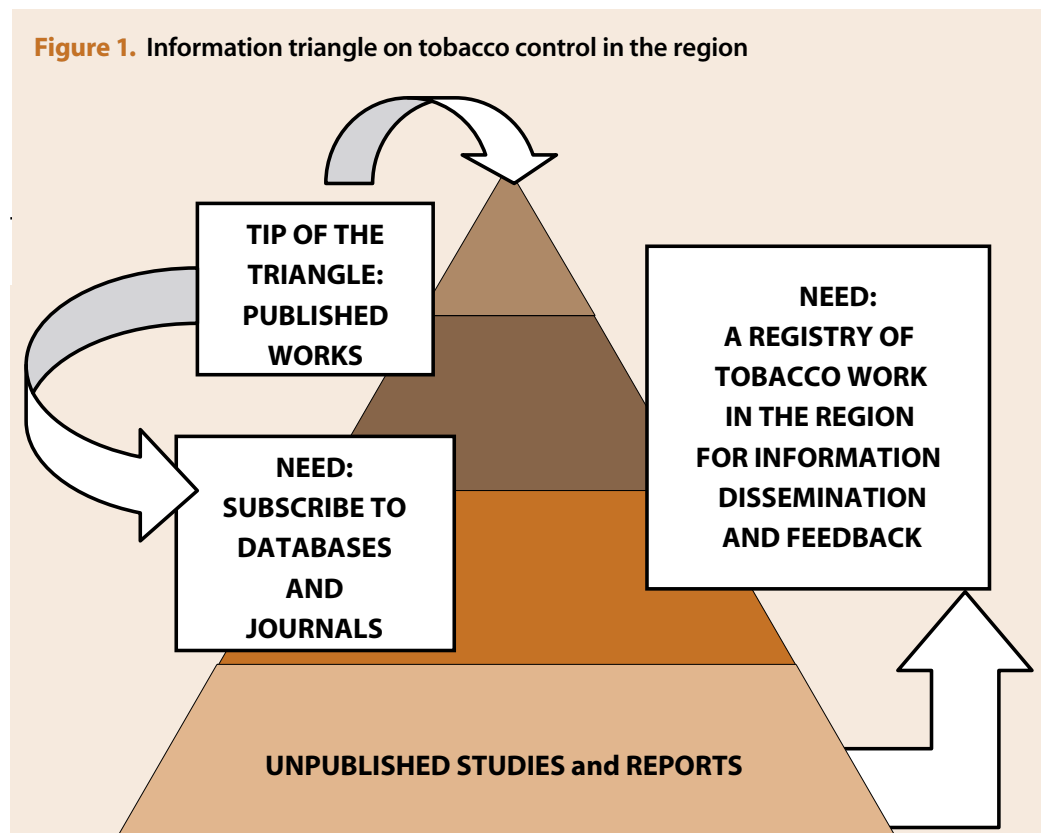 Figure 1. Information triangle on tobacco control in the region
TIP OF THE
TRIANGLE:
PUBLISHED
WORKS
NEED:
SUBSCRIBE TO
DATABASES
AND
JOURNALS
NEED:
A REGISTRY OF
TOBACCO WORK
IN THE REGION
FOR INFORMATION
DISSEMINATION
AND FEEDBACK
UNPUBLISHED STUDIES and REPORTS